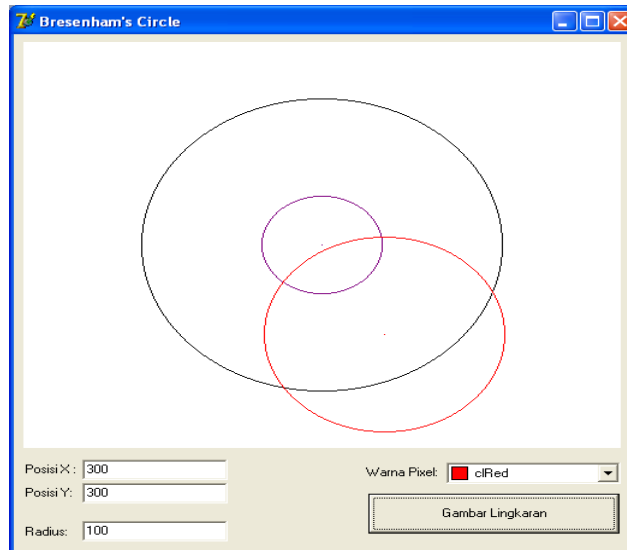 Bresenham's Circle
Posisi X : 300
Posisi Y: 300
Radius: 100
Warna Pixel: clRed
Gambar Lingkaran